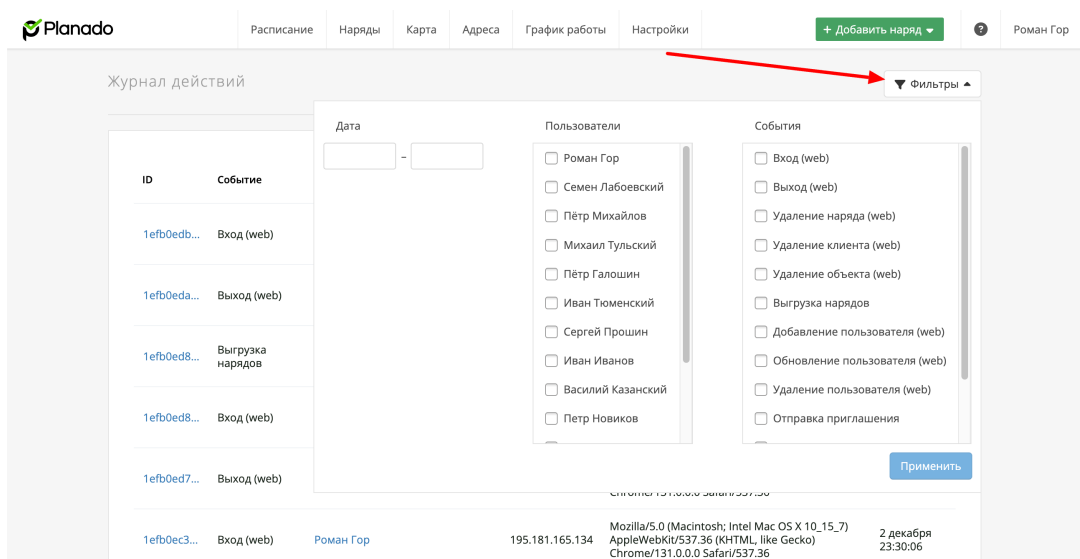 Planado
Расписание
Наряды
Карта
Адреса
График работы
Настройки
+ Добавить наряд
?
Роман Гор
Журнал действий
Фильтры
Дата
–
Пользователи
Роман Гор
Семен Лабоевский
Пётр Михайлов
Михаил Тульский
Пётр Галошин
Иван Тюменский
Сергей Прошин
Иван Иванов
Василий Казанский
Петр Новиков
События
Вход (web)
Выход (web)
Удаление наряда (web)
Удаление клиента (web)
Удаление объекта (web)
Выгрузка нарядов
Добавление пользователя (web)
Обновление пользователя (web)
Удаление пользователя (web)
Отправка приглашения
Применить
ID
Событие
1efb0edb...
Вход (web)
1efb0eda...
Выход (web)
1efb0ed8...
Выгрузка
нарядов
1efb0ed8...
Вход (web)
1efb0ed7...
Выход (web)
Chrome/131.0.0.0 Safari/537.36
1efb0ec3...
Вход (web)
Роман Гор
195.181.165.134
Mozilla/5.0 (Macintosh; Intel Mac OS X 10_15_7)
AppleWebKit/537.36 (KHTML, like Gecko)
Chrome/131.0.0.0 Safari/537.36
2 декабря
23:30:06